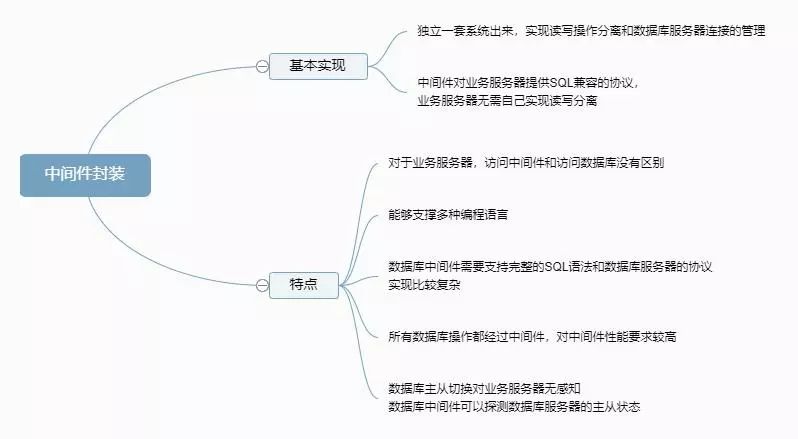 中间件封装
基本实现
独立一套系统出来，实现读写操作分离和数据库服务器连接的管理
中间件对业务服务器提供SQL兼容的协议，
业务服务器无需自己实现读写分离
特点
对于业务服务器，访问中间件和访问数据库没有区别
能够支撑多种编程语言
数据库中间件需要支持完整的SQL语法和数据库服务器的协议
实现比较复杂
所有数据库操作都经过中间件，对中间件性能要求较高
数据库主从切换对业务服务器无感知
数据库中间件可以探测数据库服务器的主从状态